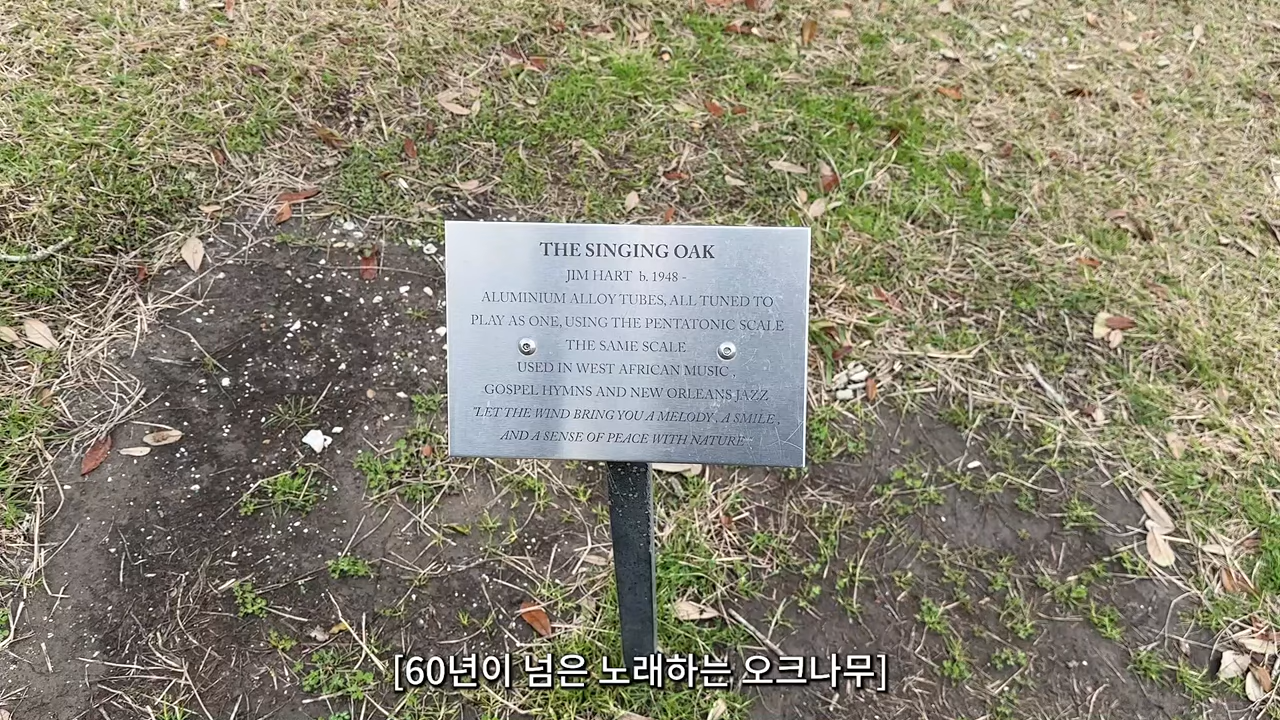 THE SINGING OAK
JIM HART b. 1948 -
ALUMINIUM ALLOY TUBES, ALL TUNED TO
PLAY AS ONE, USING THE PENTATONIC SCALE
THE SAME SCALE
USED IN WEST AFRICAN MUSIC ,
GOSPEL HYMNS AND NEW ORLEANS JAZZ
"LET THE WIND BRING YOU A MELODY , A SMILE ,
AND A SENSE OF PEACE WITH NATURE "
[60년이 넘은 노래하는 오크나무]